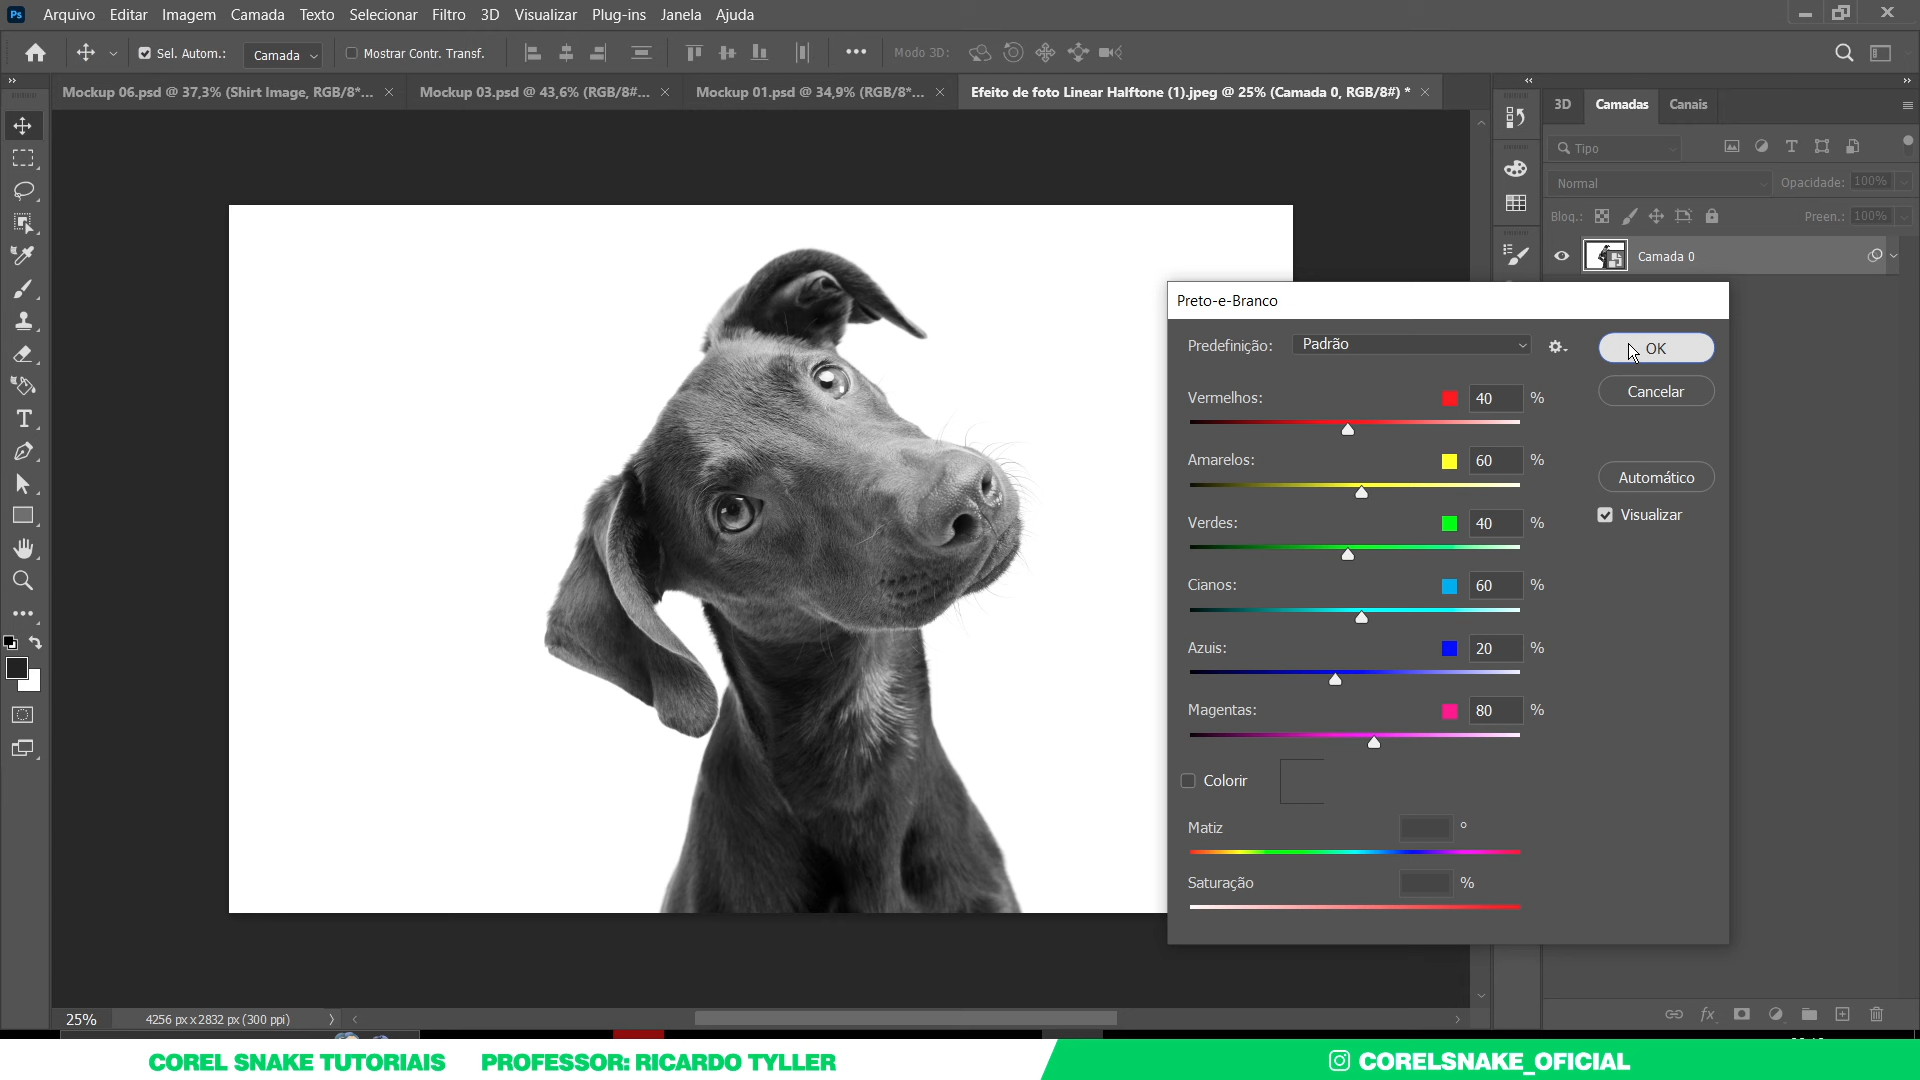 Ps Arquivo Editar Imagem Camada Texto Selecionar Filtro 3D Visualizar Plug-ins Janela Ajuda
Sel. Autom.: Camada Mostrar Contr. Transf. Modo 3D:
Mockup 06.psd @ 37,3% (Shirt Image, RGB/8*... Mockup 03.psd @ 43,6% (RGB/8#... Mockup 01.psd @ 34,9% (RGB/8*... Efeito de foto Linear Halftone (1).jpeg @ 25% (Camada 0, RGB/8#) *
3D Camadas Canais
Tipo
Normal Opacidade: 100%
Bloq.: Preen.: 100%
Camada 0
Preto-e-Branco
Predefinição: Padrão OK
Cancelar
Vermelhos: 40 %
Amarelos: 60 %
Automático
Visualizar
Verdes: 40 %
Cianos: 60 %
Azuis: 20 %
Magentas: 80 %
Colorir
Matiz °
Saturação %
25% 4256 px x 2832 px (300 ppi)
fx
COREL SNAKE TUTORIAIS PROFESSOR: RICARDO TYLLER CORELSNAKE_OFICIAL